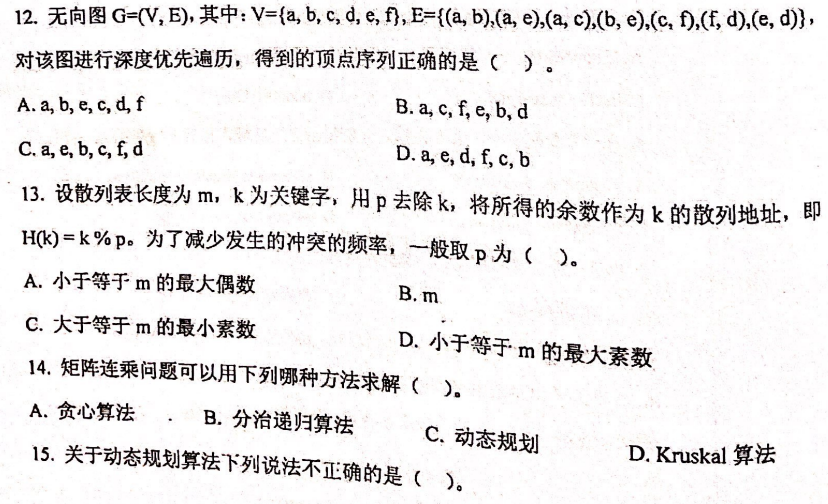 12. 无向图 G=(V, E), 其中: V={a, b, c, d, e, f}, E={(a, b),(a, e),(a, c),(b, e),(c, f),(f, d),(e, d)},
对该图进行深度优先遍历，得到的顶点序列正确的是（ ）。
A. a, b, e, c, d, f B. a, c, f, e, b, d
C. a, e, b, c, f, d D. a, e, d, f, c, b
13. 设散列表长度为 m，k 为关键字，用 p 去除 k，将所得的余数作为 k 的散列地址，即
H(k) = k % p。为了减少发生的冲突的频率，一般取 p 为（ ）。
A. 小于等于 m 的最大偶数 B. m
C. 大于等于 m 的最小素数 D. 小于等于 m 的最大素数
14. 矩阵连乘问题可以用下列哪种方法求解（ ）。
A. 贪心算法 B. 分治递归算法 C. 动态规划 D. Kruskal 算法
15. 关于动态规划算法下列说法不正确的是（ ）。